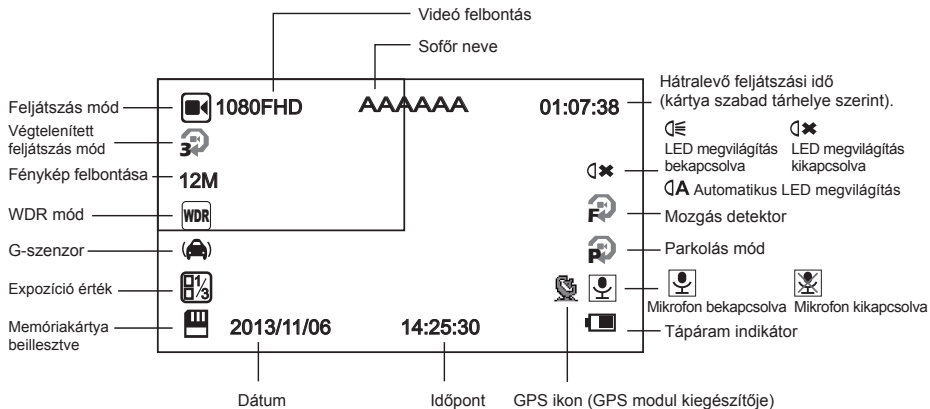 Videó felbontás
Sofőr neve
Feljátszás mód
1080FHD
AAAAAA
01:07:38
Hátralevő feljátszási idő
(kártya szabad tárhelye szerint).
Végtelenített
feljátszás mód
3
LED megvilágítás
bekapcsolva
LED megvilágítás
kikapcsolva
Fénykép felbontása
12M
A Automatikus LED megvilágítás
WDR mód
WDR
F
Mozgás detektor
G-szenzor
P
Parkolás mód
Expozíció érték
1/3
Mikrofon bekapcsolva
Mikrofon kikapcsolva
Memóriakártya
beillesztve
2013/11/06
14:25:30
Tápáram indikátor
Dátum
Időpont
GPS ikon (GPS modul kiegészítője)